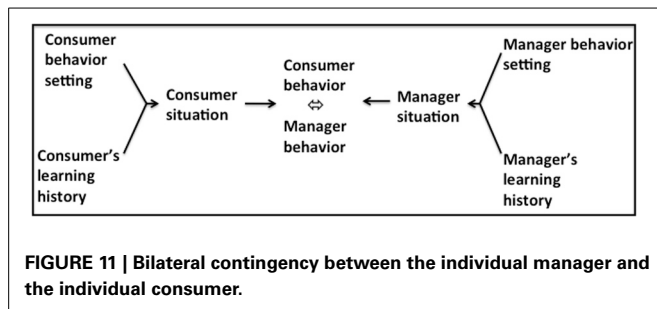 Consumer
behavior
setting
Consumer's
learning
history
Consumer
situation
Consumer
behavior
⇔
Manager
behavior
Manager
situation
Manager behavior
setting
Manager's
learning
history
FIGURE 11 | Bilateral contingency between the individual manager and
the individual consumer.